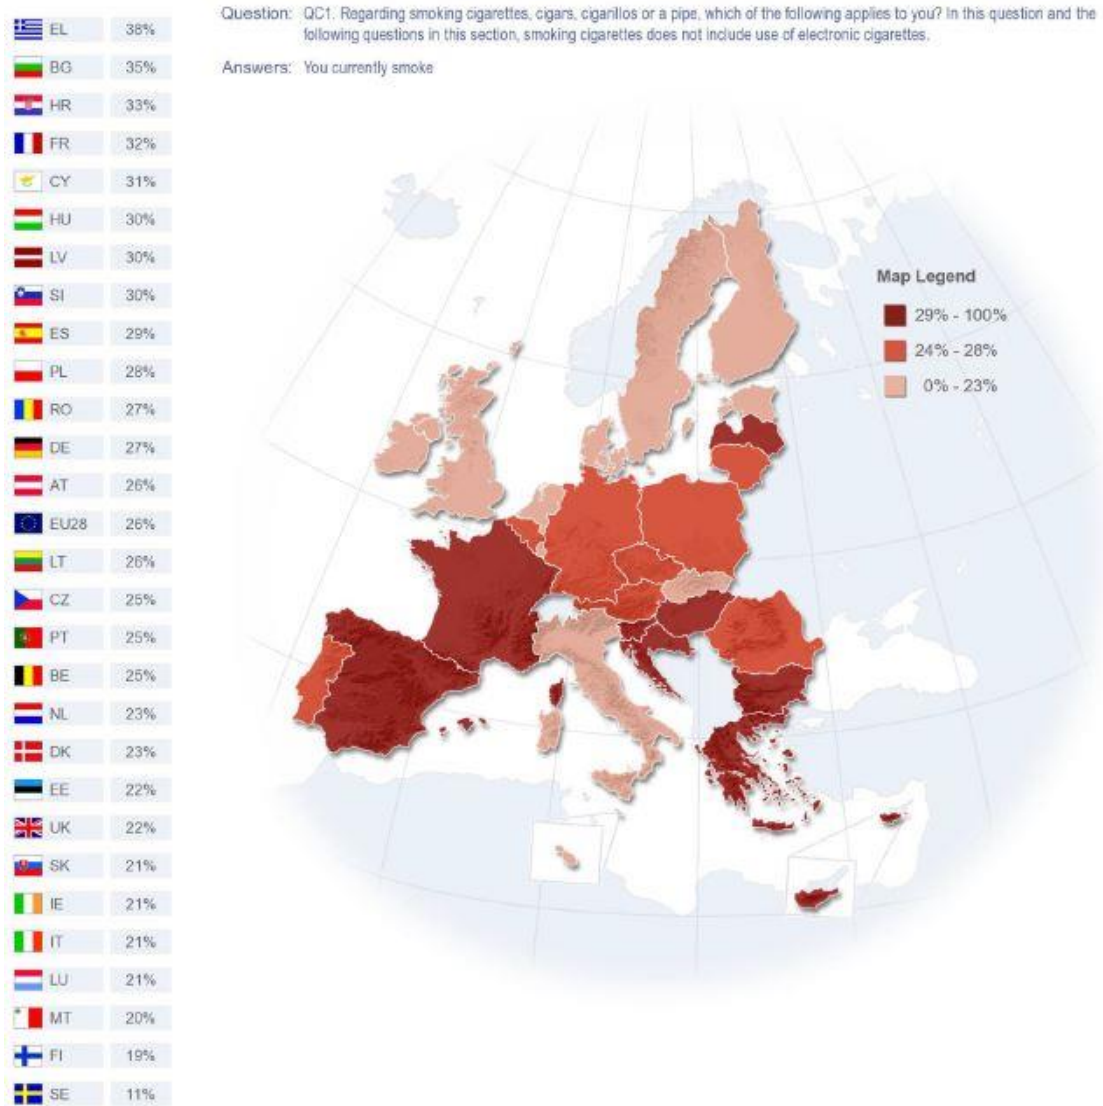 Question: QC1. Regarding smoking cigarettes, cigars, cigarillos or a pipe, which of the following applies to you? In this question and the
following questions in this section, smoking cigarettes does not include use of electronic cigarettes.
Answers: You currently smoke
EL 38%
BG 35%
HR 33%
FR 32%
CY 31%
HU 30%
LV 30%
SI 30%
ES 29%
PL 28%
RO 27%
DE 27%
AT 26%
EU28 26%
LT 26%
CZ 25%
PT 25%
BE 25%
NL 23%
DK 23%
EE 22%
UK 22%
SK 21%
IE 21%
IT 21%
LU 21%
MT 20%
FI 19%
SE 11%
Map Legend
29% - 100%
24% - 28%
0% - 23%